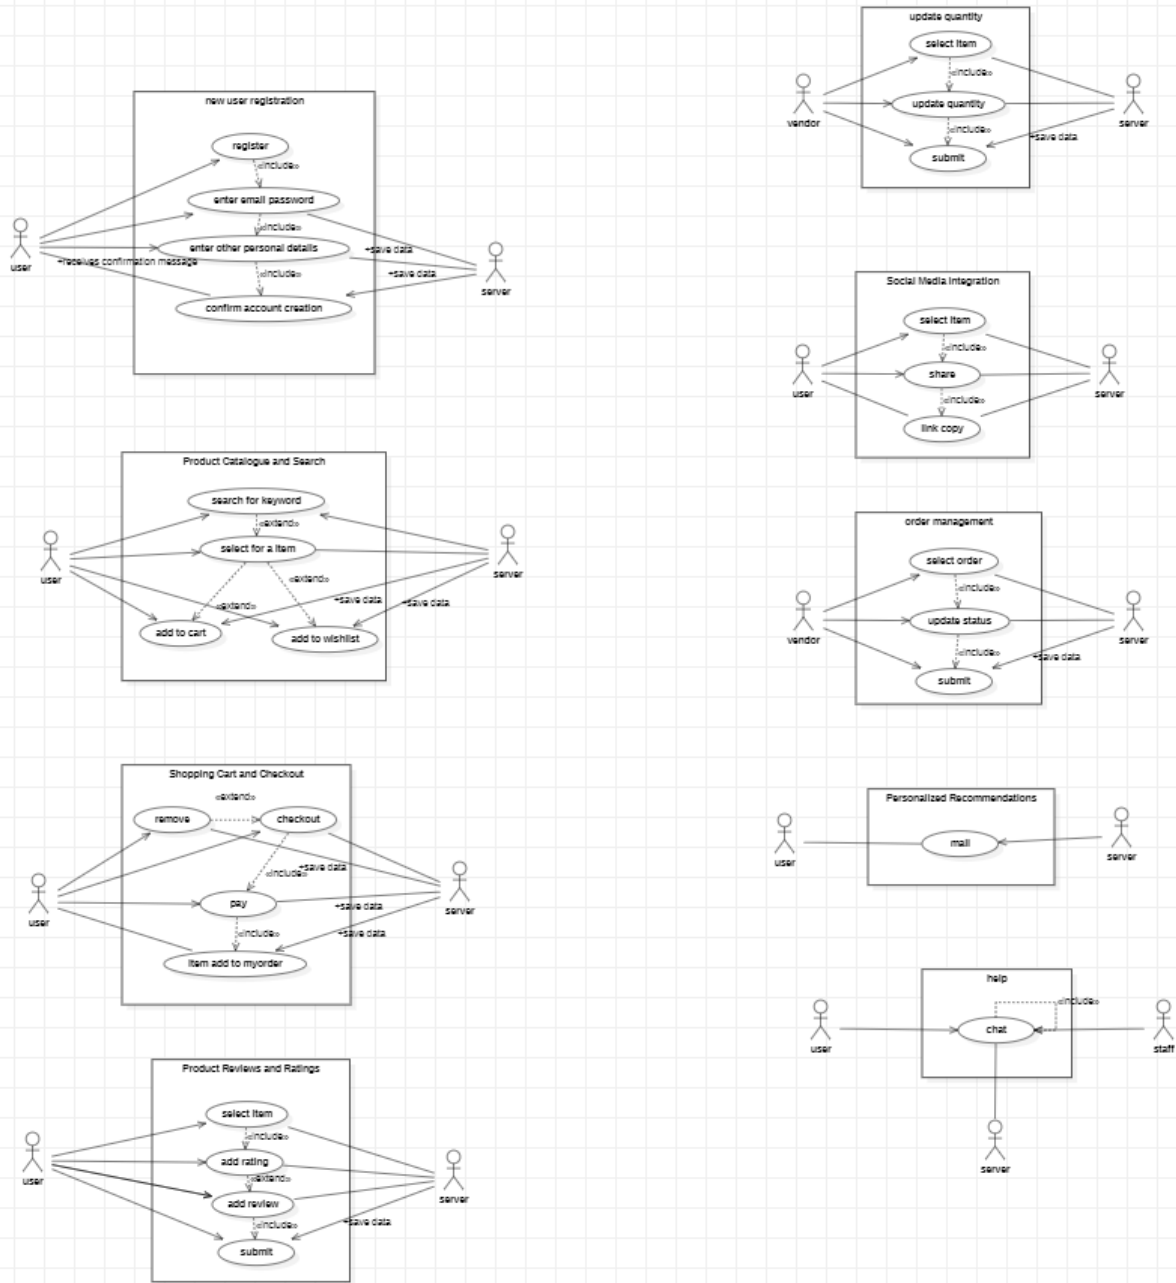 new user registration
register
«include»
enter email password
«include»
enter other personal details
+receives confirmation message
«include»
confirm account creation
+save data
+save data
user
server
Product Catalogue and Search
search for keyword
«extend»
select for a item
«extend»
«extend»
add to cart
add to wishlist
+save data
+save data
user
server
Shopping Cart and Checkout
«extend»
remove
checkout
«include»
+save data
pay
+save data
«include»
+save data
item add to myorder
user
server
Product Reviews and Ratings
select item
«include»
add rating
«extend»
add review
«include»
+save data
submit
user
server
update quantity
select item
«include»
update quantity
«include»
+save data
submit
vendor
server
Social Media Integration
select item
«include»
share
«include»
link copy
user
server
order management
select order
«include»
update status
«include»
+save data
submit
vendor
server
Personalized Recommendations
mail
user
server
help
«include»
chat
user
staff
server